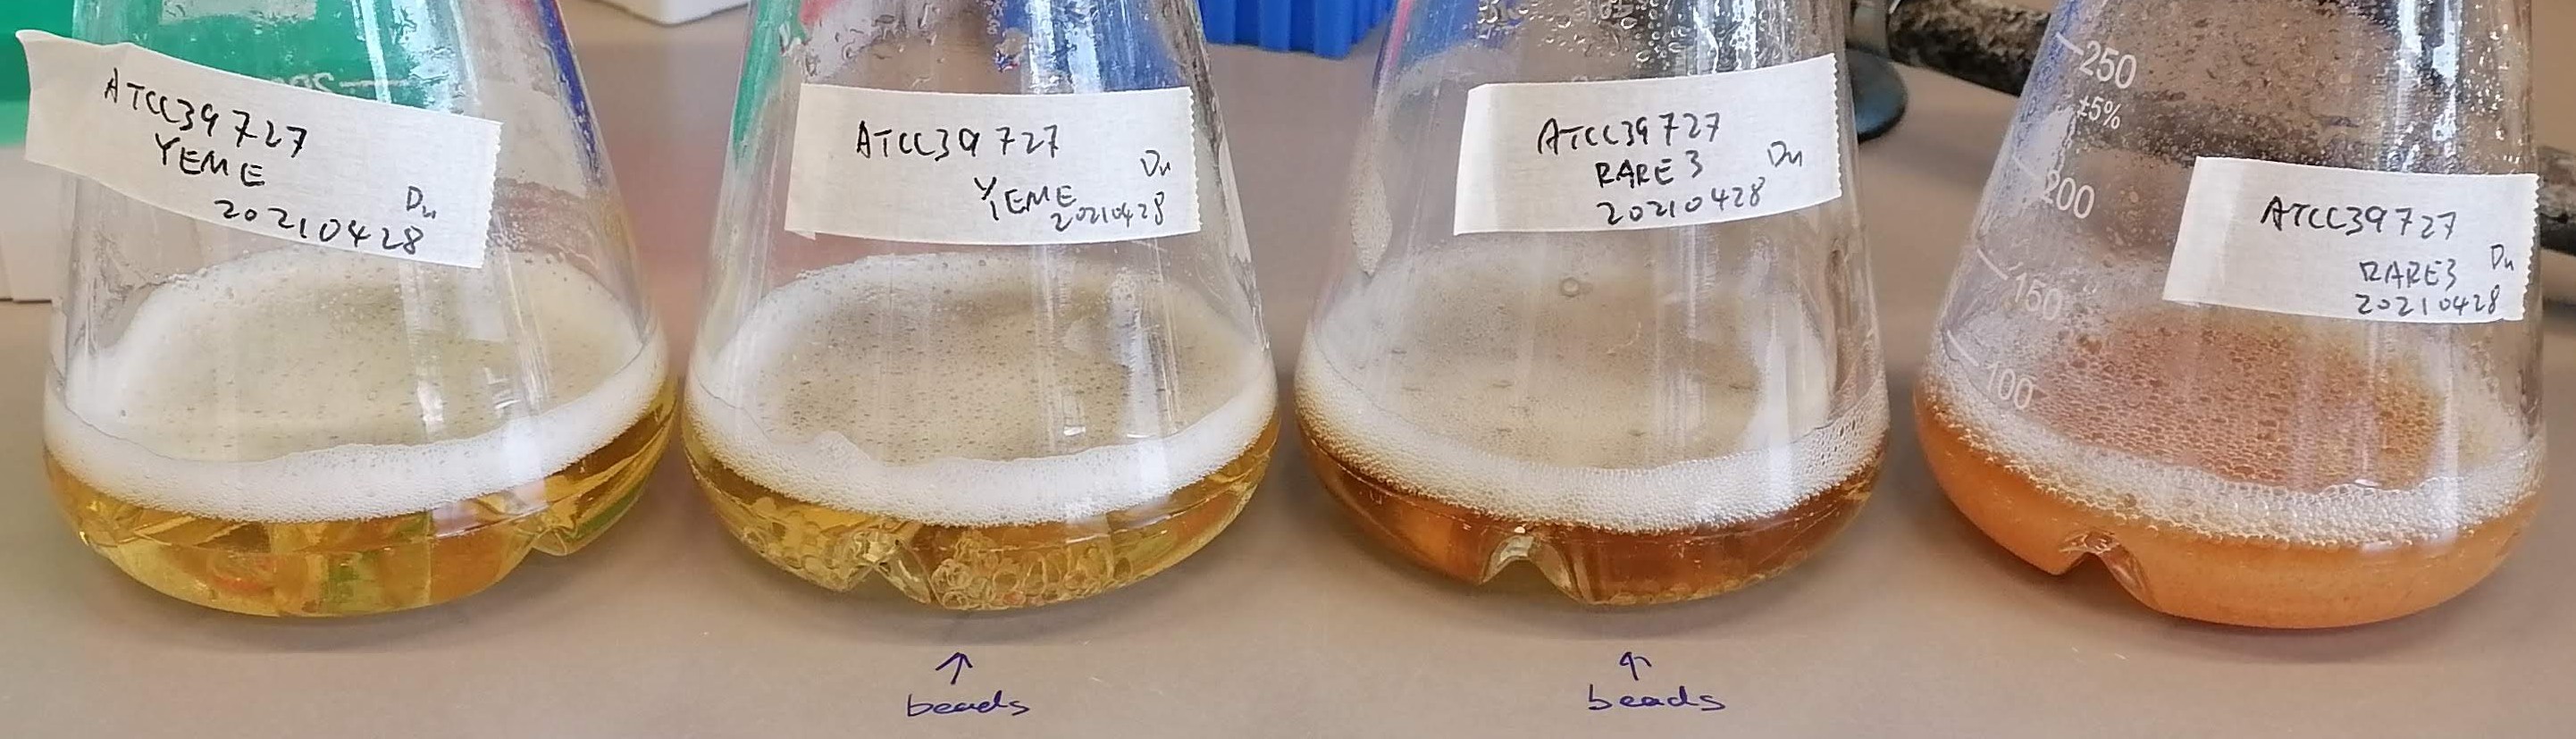 ATCC39727
YEME
Du
20210428
ATCC39727
Du
YEME
20210428
ATCC39727
Du
RARE3
20210428
ATCC39727
Du
RARE3
20210428
250
±5%
200
150
100
beads
beads